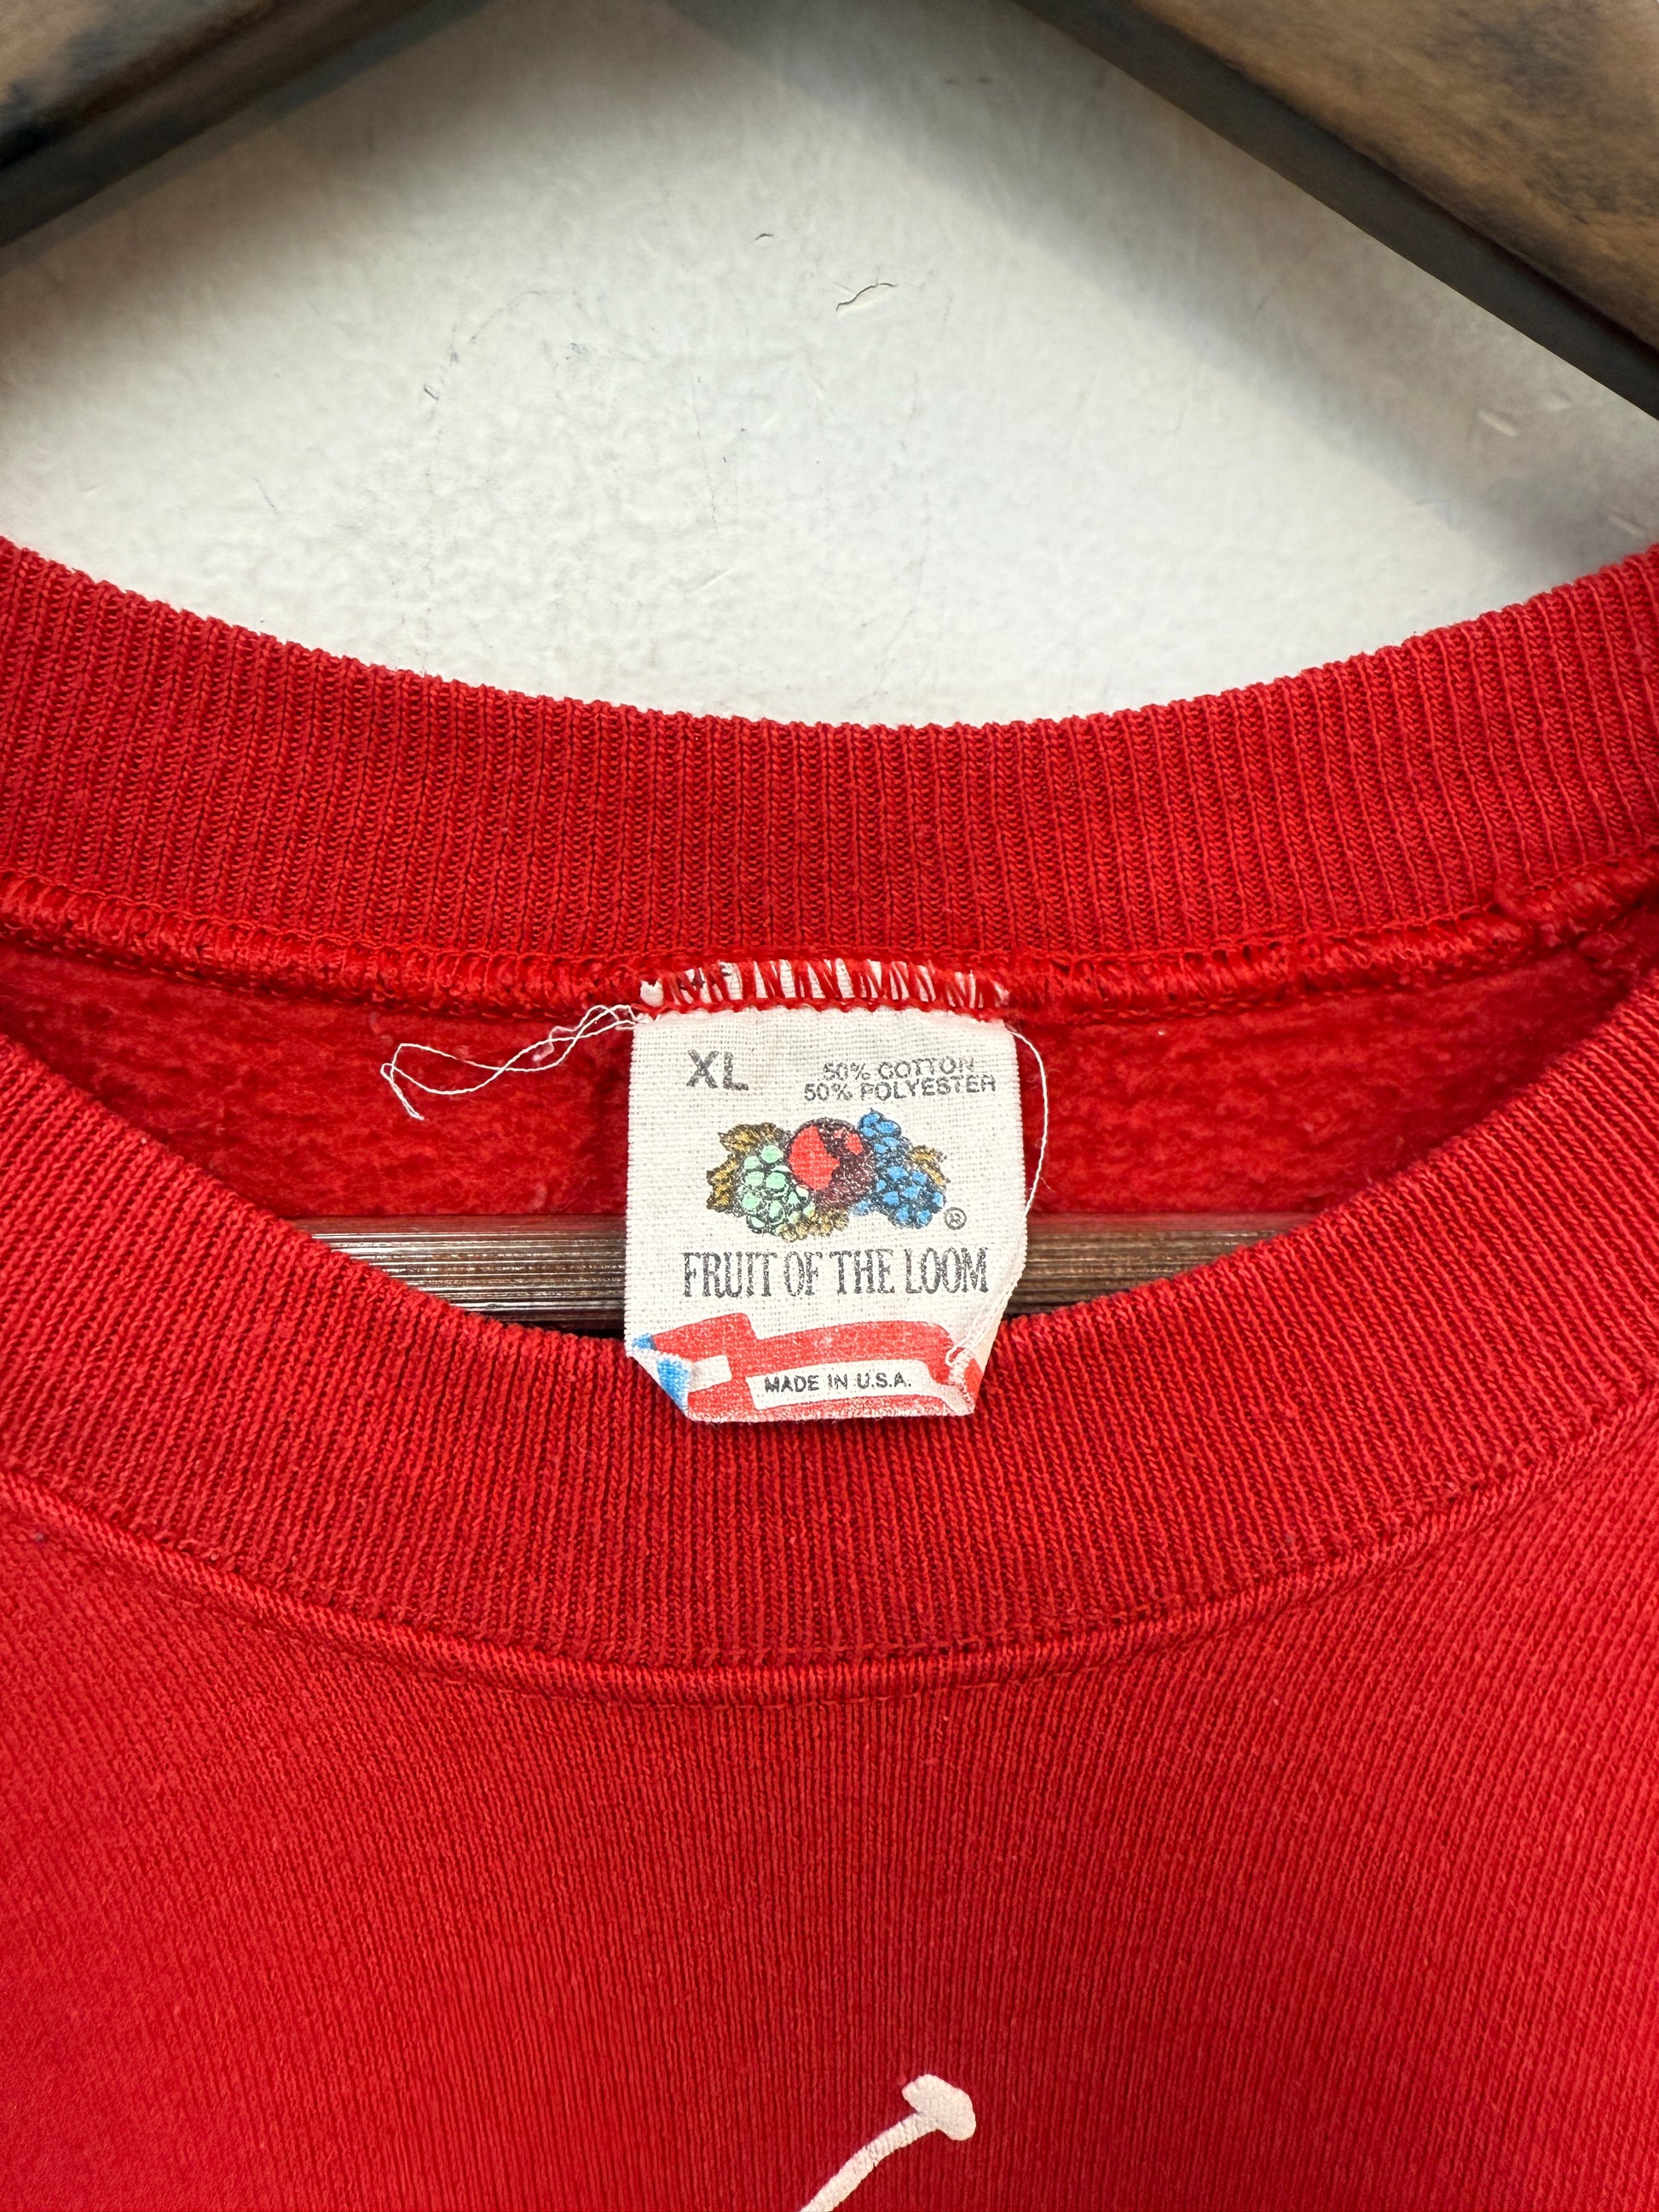 XL
50% COTTON
50% POLYESTER
®
FRUIT OF THE LOOM
MADE IN U.S.A.